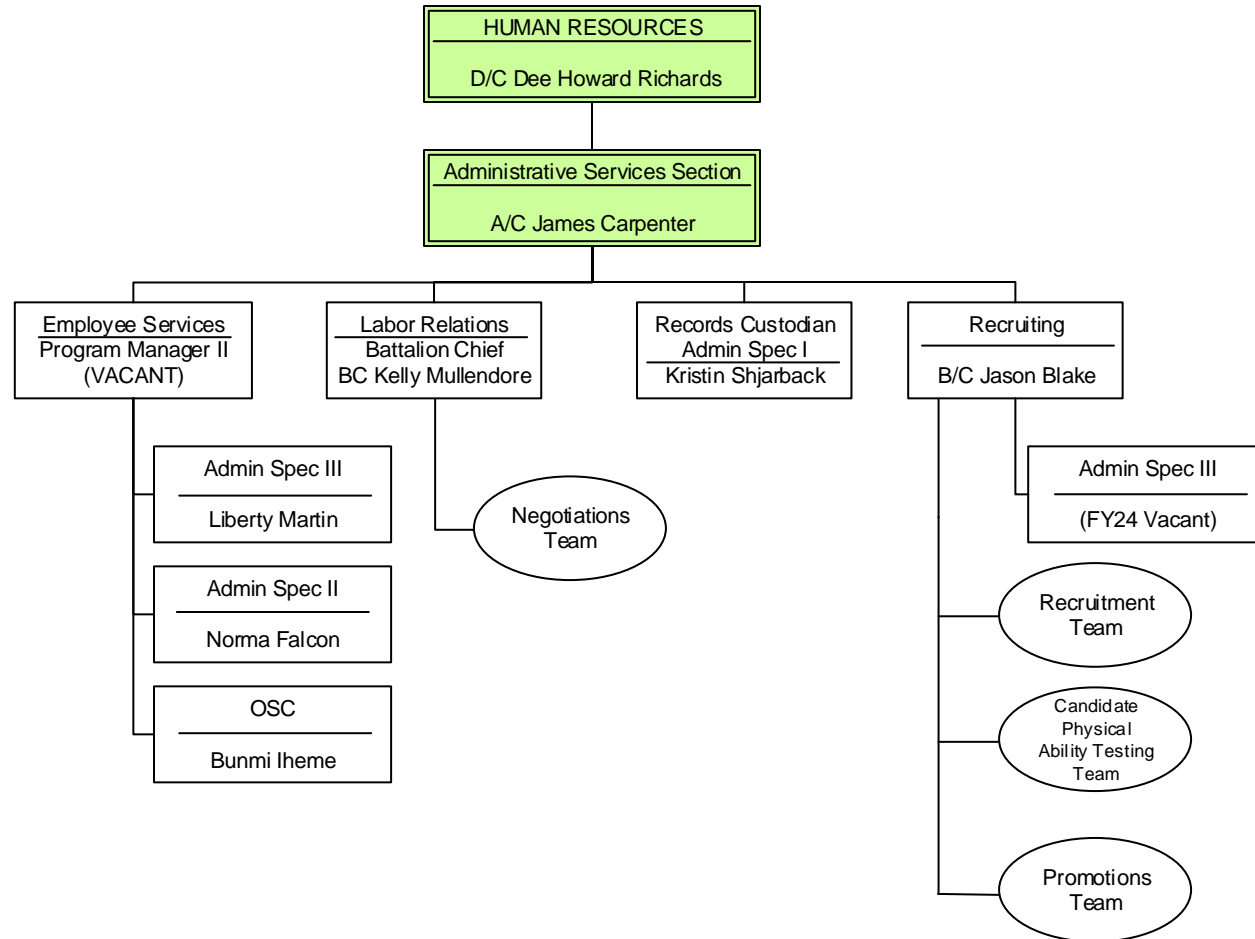 HUMAN RESOURCES
D/C Dee Howard Richards
Administrative Services Section
A/C James Carpenter
Employee Services
Program Manager II
(VACANT)
Labor Relations
Battalion Chief
BC Kelly Mullendore
Records Custodian
Admin Spec I
Kristin Shjarback
Recruiting
B/C Jason Blake
Admin Spec III
Liberty Martin
Admin Spec II
Norma Falcon
OSC
Bunmi Iheme
Negotiations
Team
Admin Spec III
(FY24 Vacant)
Recruitment
Team
Candidate
Physical
Ability Testing
Team
Promotions
Team